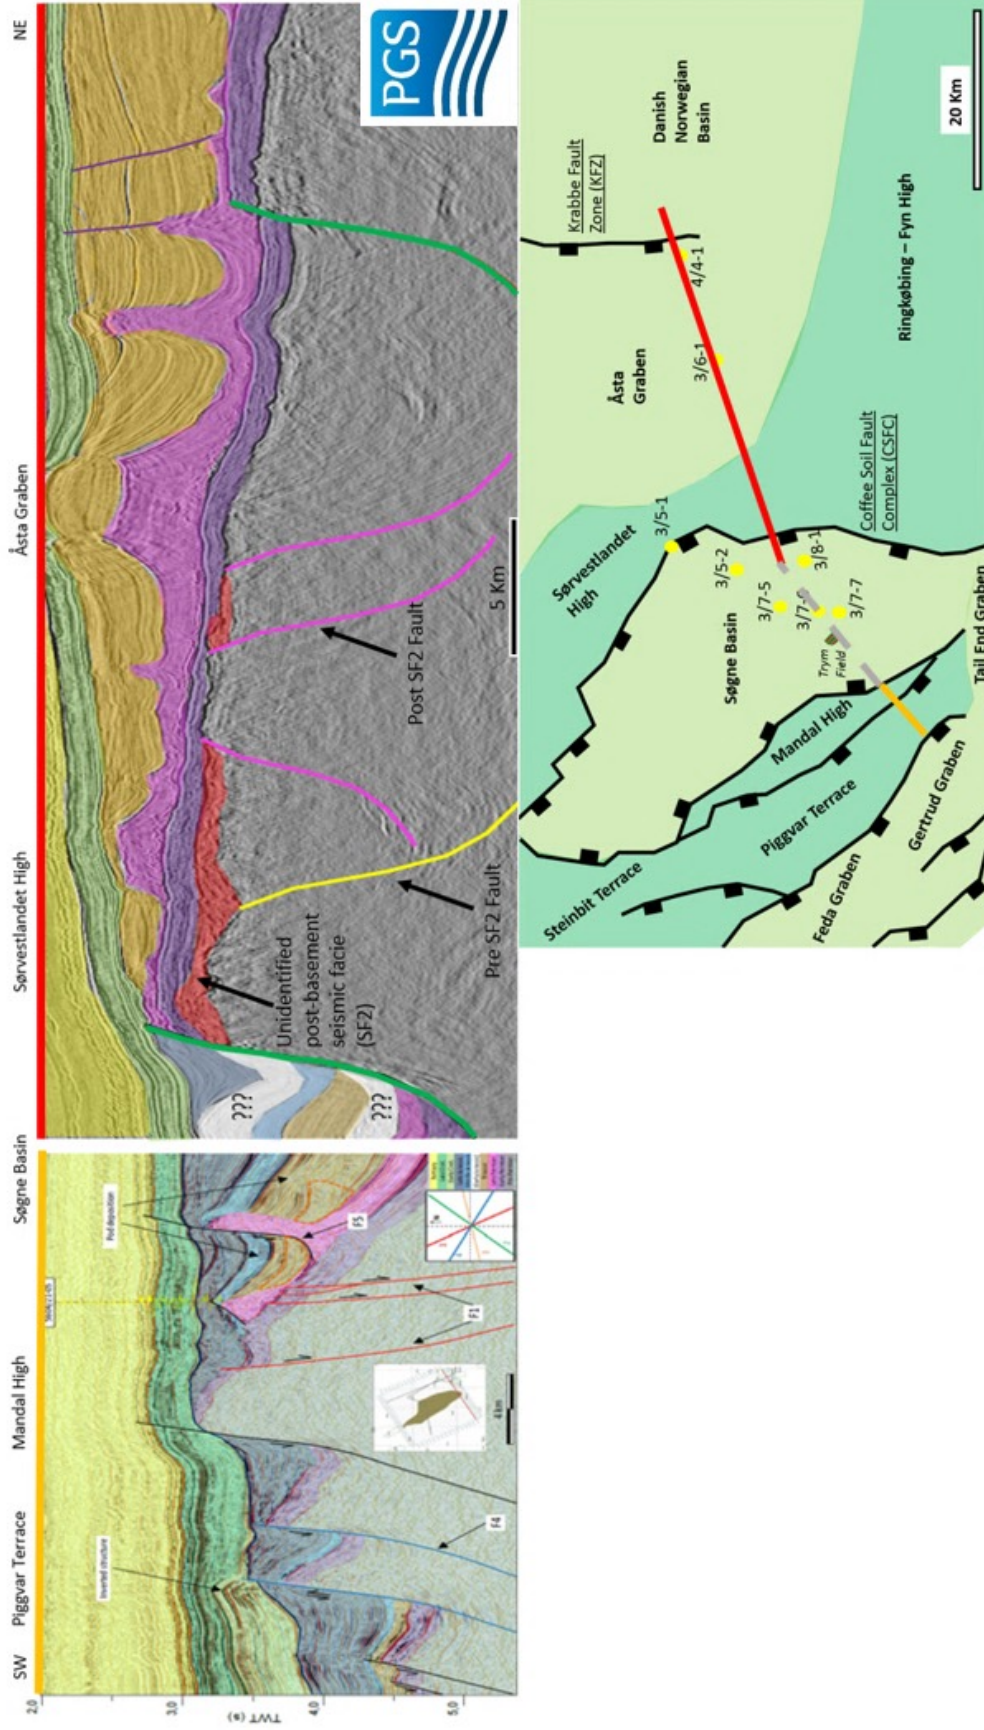 SW
Piggvar Terrace
Mandal High
Søgne Basin
Sørvestlandet High
Åsta Graben
NE
2.0
3.0
4.0
5.0
TWT (s)
Inverted structure
Pod deposition
F4
F1
F5
4 km
???
???
Unidentified
post-basement
seismic facie
(SF2)
Pre SF2 Fault
Post SF2 Fault
5 Km
PGS
Krabbe Fault
Zone (KFZ)
Danish
Norwegian
Basin
Åsta
Graben
4/4-1
3/6-1
20 Km
Ringkøbing – Fyn High
Coffee Soil Fault
Complex (CSFC)
Sørvestlandet
High
3/5-1
3/5-2
3/7-5
3/8-1
3/7-7
Søgne Basin
Trym
Field
Mandal High
Steinbit Terrace
Piggvar Terrace
Feda Graben
Gertrud Graben
Tail End Graben